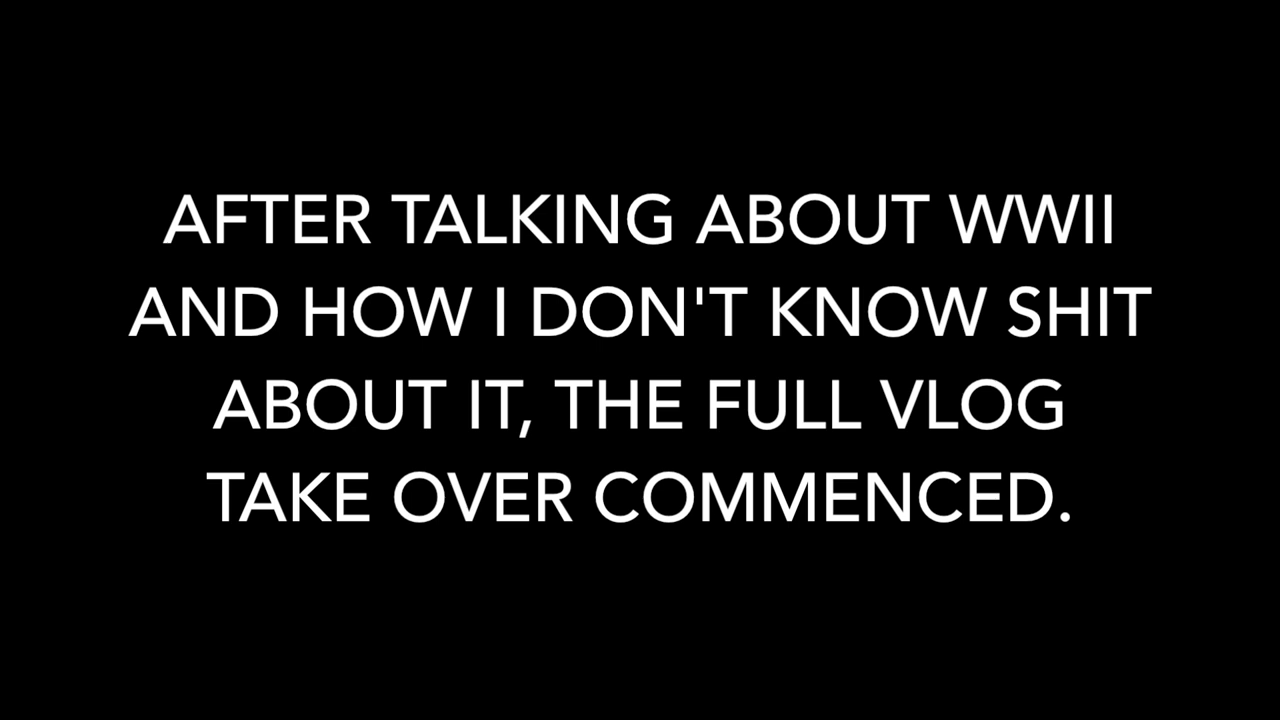 AFTER TALKING ABOUT WWII
AND HOW I DON'T KNOW SHIT
ABOUT IT, THE FULL VLOG
TAKE OVER COMMENCED.